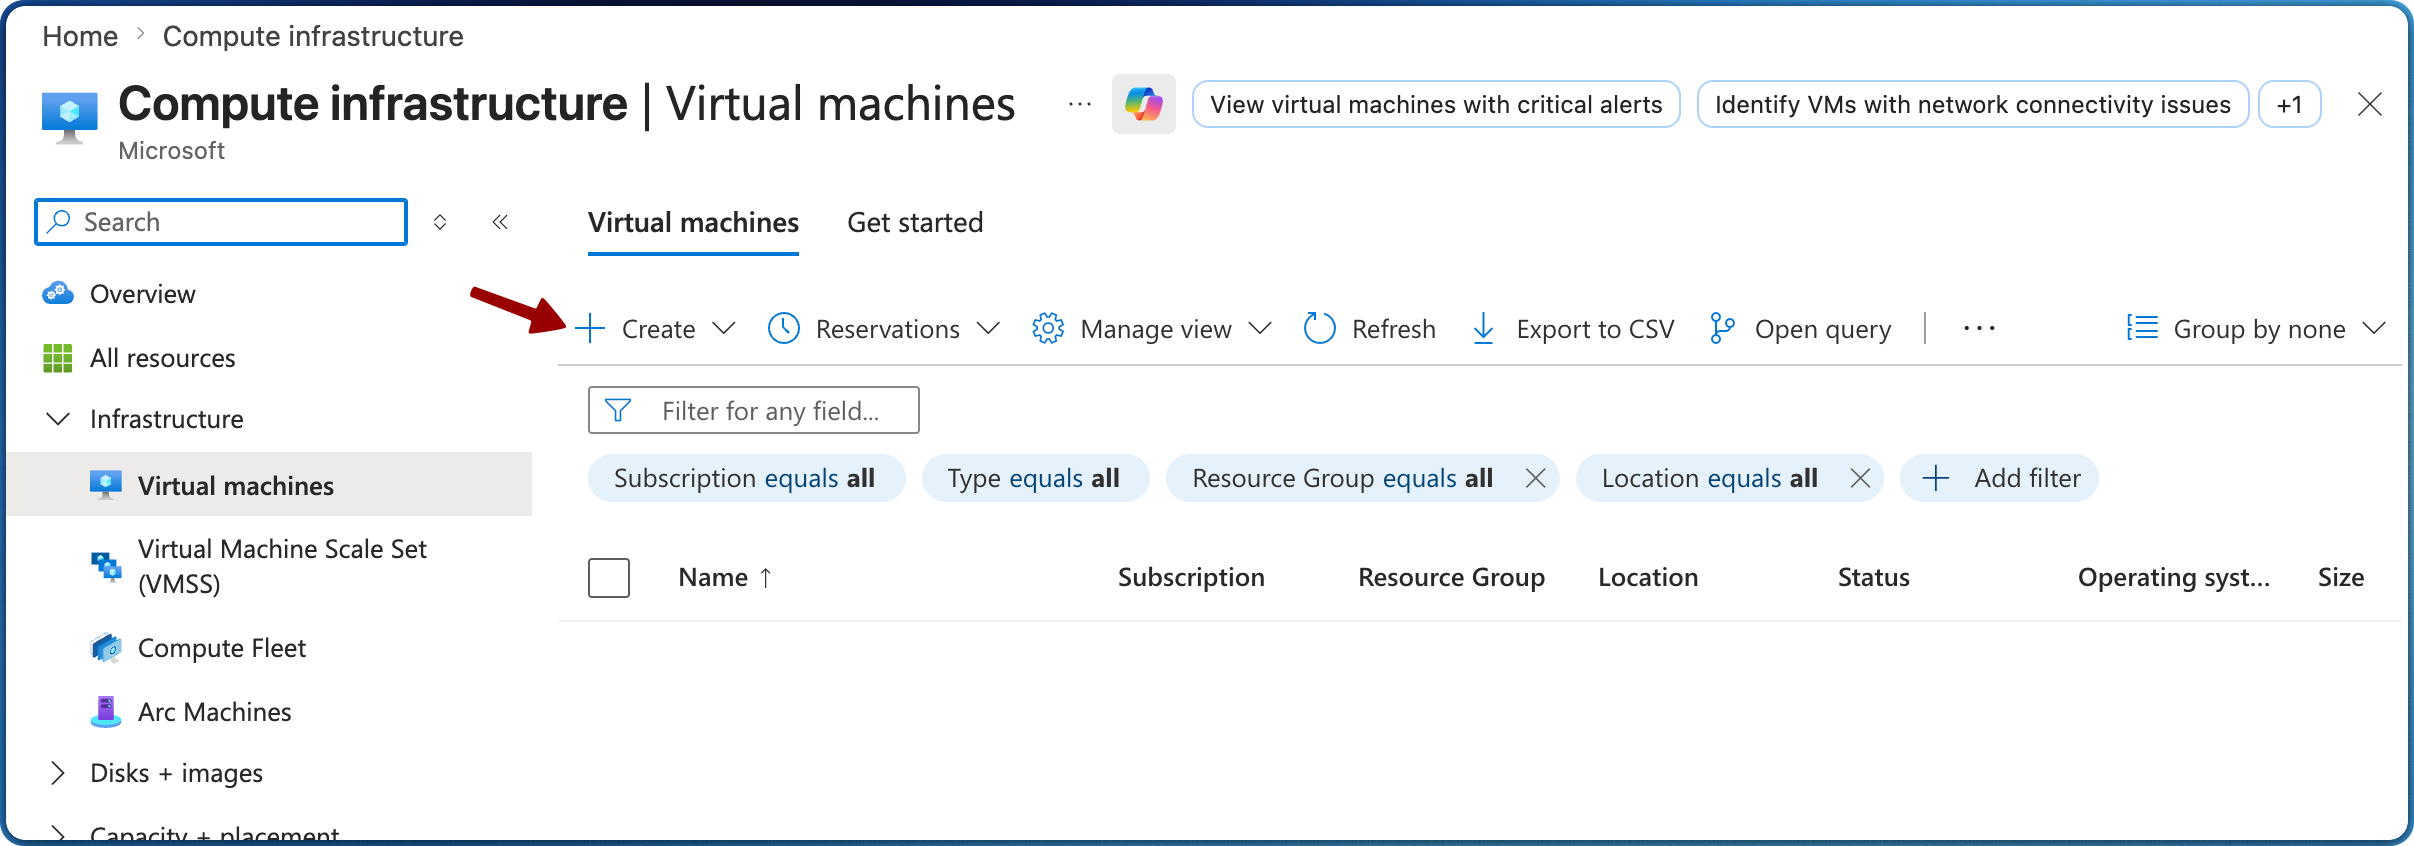 Home > Compute infrastructure
Compute infrastructure | Virtual machines
Microsoft
View virtual machines with critical alerts
Identify VMs with network connectivity issues
+1
Search
Overview
All resources
Infrastructure
Virtual machines
Virtual Machine Scale Set
(VMSS)
Compute Fleet
Arc Machines
Disks + images
Capacity + placement
Virtual machines
Get started
Create
Reservations
Manage view
Refresh
Export to CSV
Open query
Group by none
Filter for any field...
Subscription equals all
Type equals all
Resource Group equals all
Location equals all
Add filter
Name ↑
Subscription
Resource Group
Location
Status
Operating syst...
Size